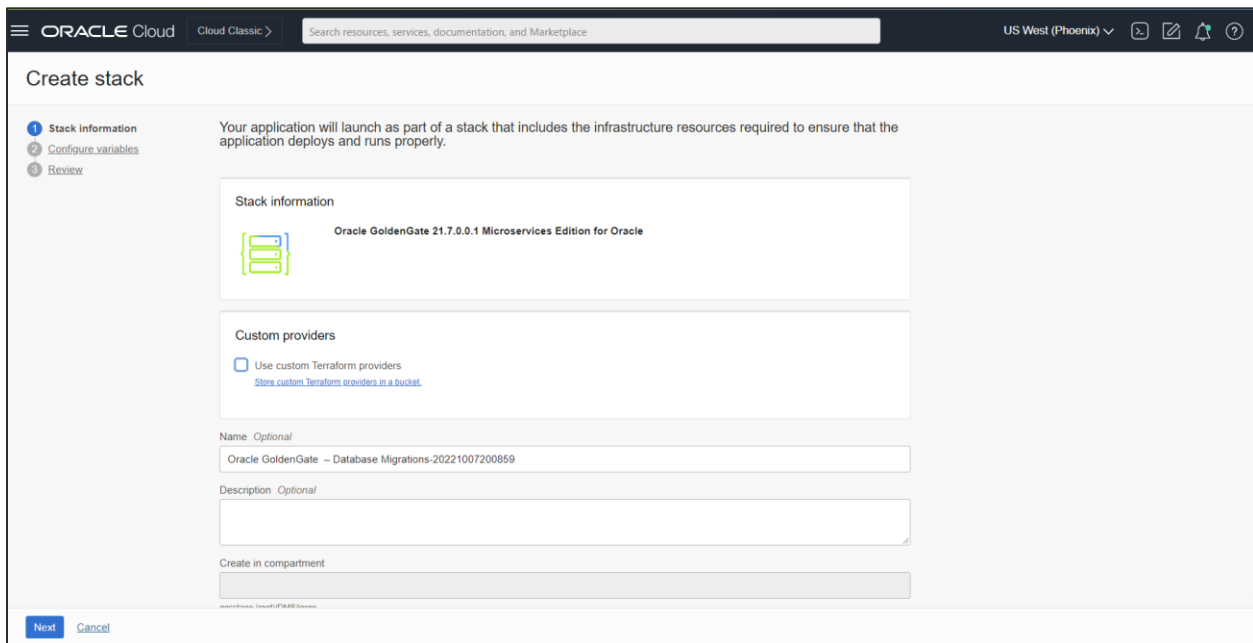 ORACLE Cloud
Cloud Classic >
Search resources, services, documentation, and Marketplace
US West (Phoenix)
Create stack
1 Stack information
2 Configure variables
3 Review
Your application will launch as part of a stack that includes the infrastructure resources required to ensure that the
application deploys and runs properly.
Stack information
Oracle GoldenGate 21.7.0.0.1 Microservices Edition for Oracle
Custom providers
Use custom Terraform providers
Store custom Terraform providers in a bucket.
Name Optional
Oracle GoldenGate – Database Migrations-20221007200859
Description Optional
Create in compartment
Next
Cancel